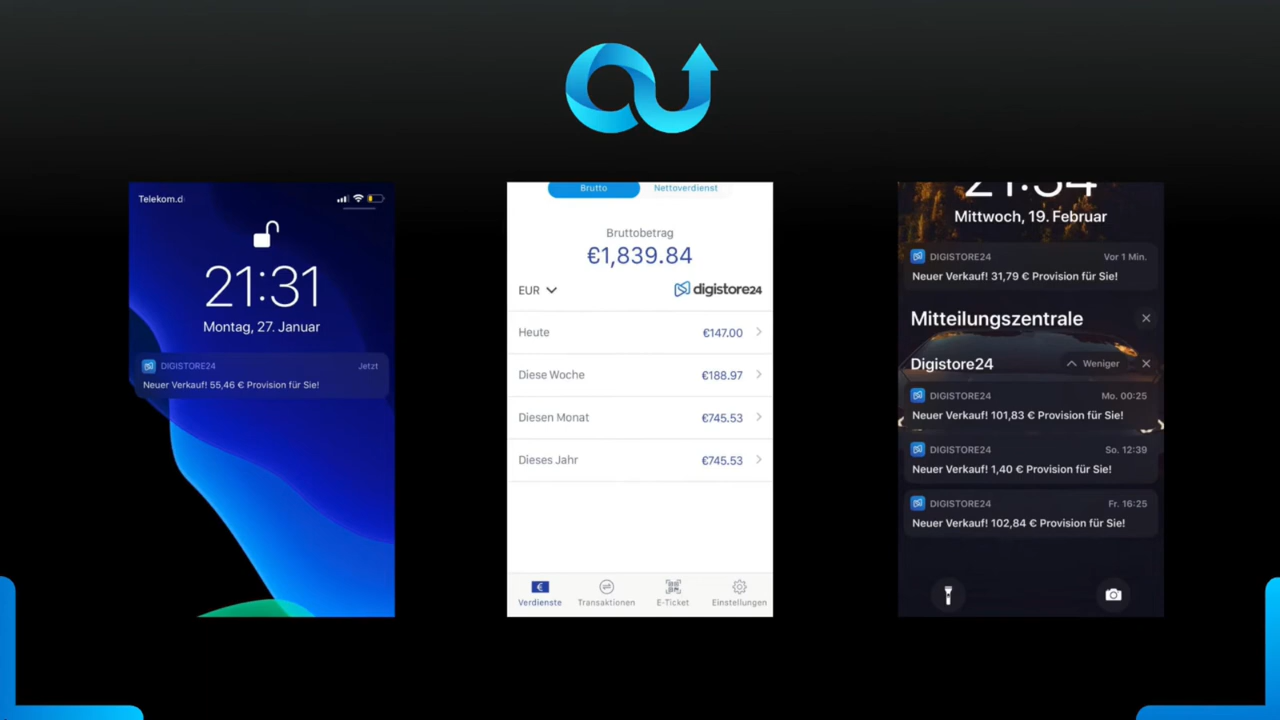 Telekom.d
21:31
Montag, 27. Januar
DIGISTORE24
Jetzt
Neuer Verkauf! 55,46 € Provision für Sie!
Brutto
Nettoverdienst
Bruttobetrag
€1,839.84
EUR
digistore24
Heute
€147.00
Diese Woche
€188.97
Diesen Monat
€745.53
Dieses Jahr
€745.53
Verdienste
Transaktionen
E-Ticket
Einstellungen
21:34
Mittwoch, 19. Februar
DIGISTORE24
Vor 1 Min.
Neuer Verkauf! 31,79 € Provision für Sie!
Mitteilungszentrale
Digistore24
Weniger
DIGISTORE24
Mo. 00:25
Neuer Verkauf! 101,83 € Provision für Sie!
DIGISTORE24
So. 12:39
Neuer Verkauf! 1,40 € Provision für Sie!
DIGISTORE24
Fr. 16:25
Neuer Verkauf! 102,84 € Provision für Sie!